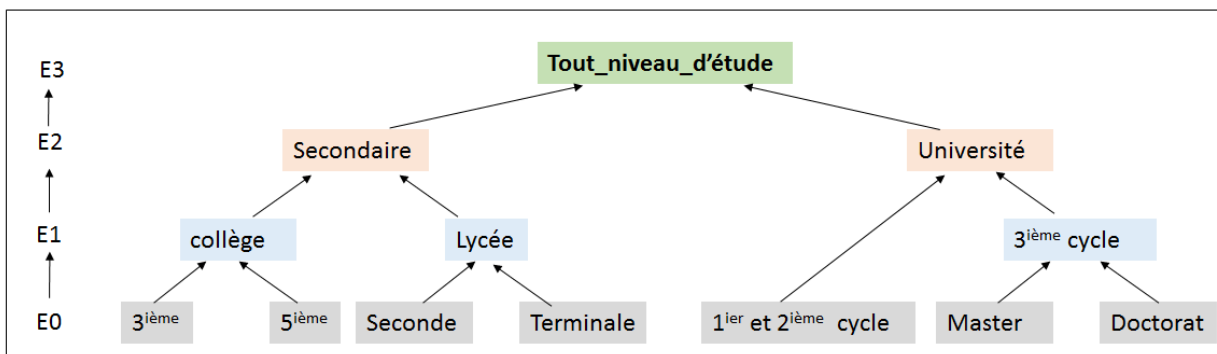 E3 Tout_niveau_d’étude
E2 Secondaire Université
E1 collège Lycée 3ième cycle
E0 3ième 5ième Seconde Terminale 1ier et 2ième cycle Master Doctorat